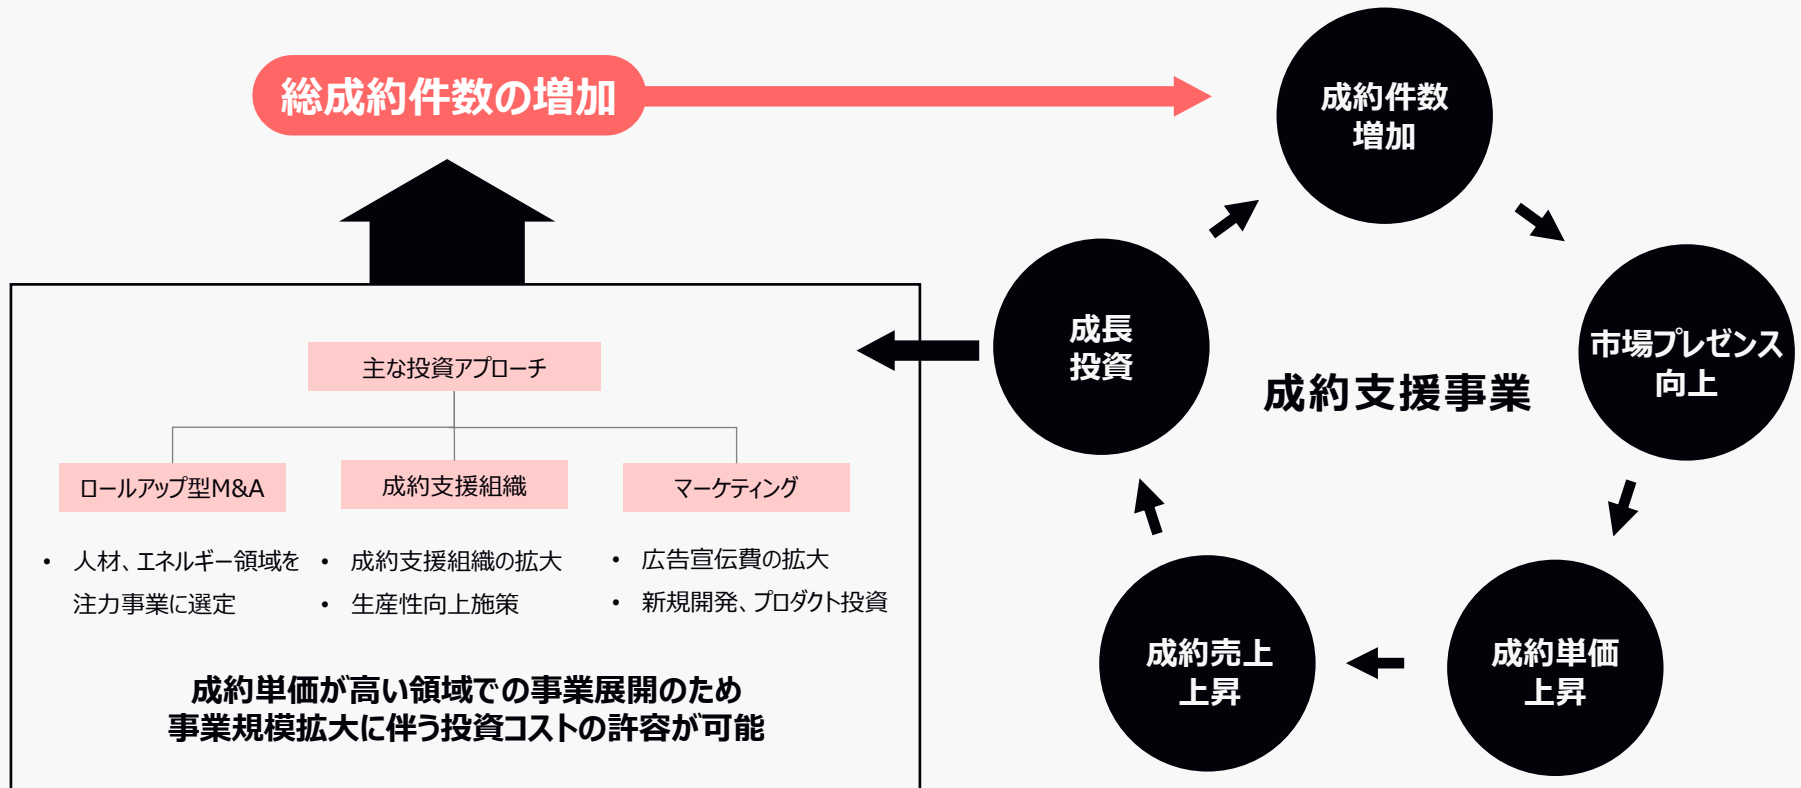 総成約件数の増加
成約件数
増加
成長
投資
市場プレゼンス
向上
成約支援事業
成約売上
上昇
成約単価
上昇
主な投資アプローチ
ロールアップ型M&A
成約支援組織
マーケティング
• 人材、エネルギー領域を
注力事業に選定
• 成約支援組織の拡大
• 生産性向上施策
• 広告宣伝費の拡大
• 新規開発、プロダクト投資
成約単価が高い領域での事業展開のため
事業規模拡大に伴う投資コストの許容が可能